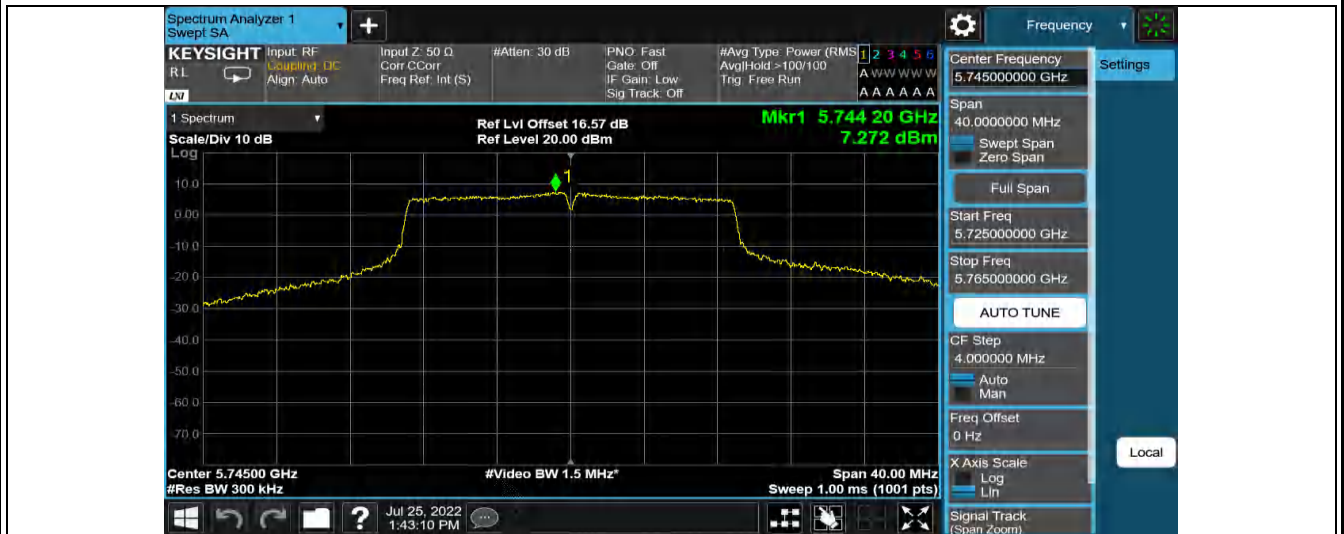 Spectrum Analyzer 1
Swept SA
+
Frequency
KEYSIGHT
RL
LXI
Input: RF
Coupling: DC
Align: Auto
Input Z: 50 Ω
Corr CCorr
Freq Ref: Int (S)
#Atten: 30 dB
PNO: Fast
Gate: Off
IF Gain: Low
Sig Track: Off
#Avg Type: Power (RMS
Avg|Hold:>100/100
Trig: Free Run
1 2 3 4 5 6
A W W W W W
A A A A A A
Center Frequency
5.745000000 GHz
Settings
Span
40.0000000 MHz
Swept Span
Zero Span
Full Span
Start Freq
5.725000000 GHz
Stop Freq
5.765000000 GHz
AUTO TUNE
CF Step
4.000000 MHz
Auto
Man
Freq Offset
0 Hz
X Axis Scale
Log
Lin
Signal Track
(Span Zoom)
Local
1 Spectrum
Scale/Div 10 dB
Log
Ref Lvl Offset 16.57 dB
Ref Level 20.00 dBm
Mkr1 5.744 20 GHz
7.272 dBm
1
10.0
0.00
-10.0
-20.0
-30.0
-40.0
-50.0
-60.0
-70.0
Center 5.74500 GHz
#Res BW 300 kHz
#Video BW 1.5 MHz*
Span 40.00 MHz
Sweep 1.00 ms (1001 pts)
?
Jul 25, 2022
1:43:10 PM